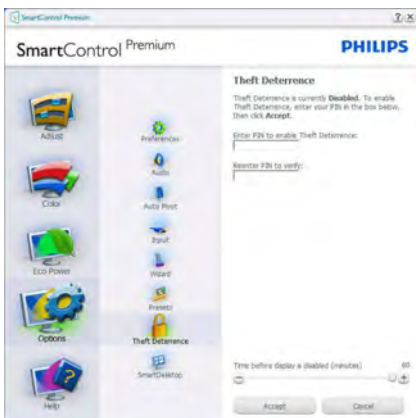 SmartControl Premium
SmartControl Premium
PHILIPS
Adjust
Color
Eco Power
Options
Help
Preferences
Audio
Auto Pivot
Input
Wizard
Presets
Theft Deterrence
SmartDesktop
Theft Deterrence
Theft Deterrence is currently Disabled. To enable
Theft Deterrence, enter your PIN in the box below,
then click Accept.
Enter PIN to enable Theft Deterrence:
Reenter PIN to verify:
Time before display is disabled (minutes) 60
Accept Cancel